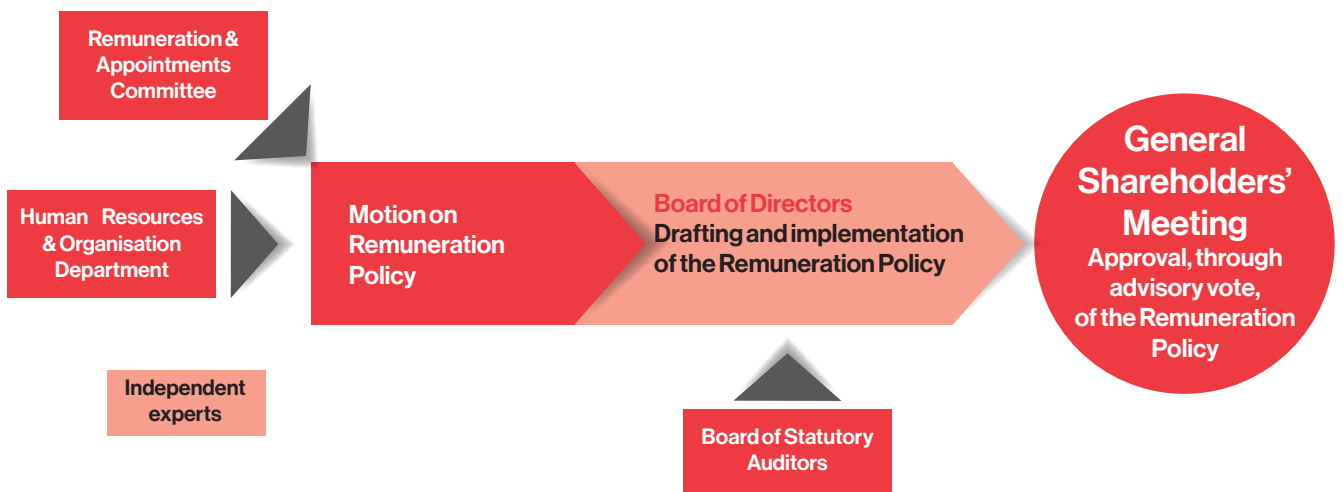 Remuneration &
Appointments
Committee
Human Resources
& Organisation
Department
Independent
experts
Motion on
Remuneration
Policy
Board of Directors
Drafting and implementation
of the Remuneration Policy
Board of Statutory
Auditors
General
Shareholders’
Meeting
Approval, through
advisory vote,
of the Remuneration
Policy